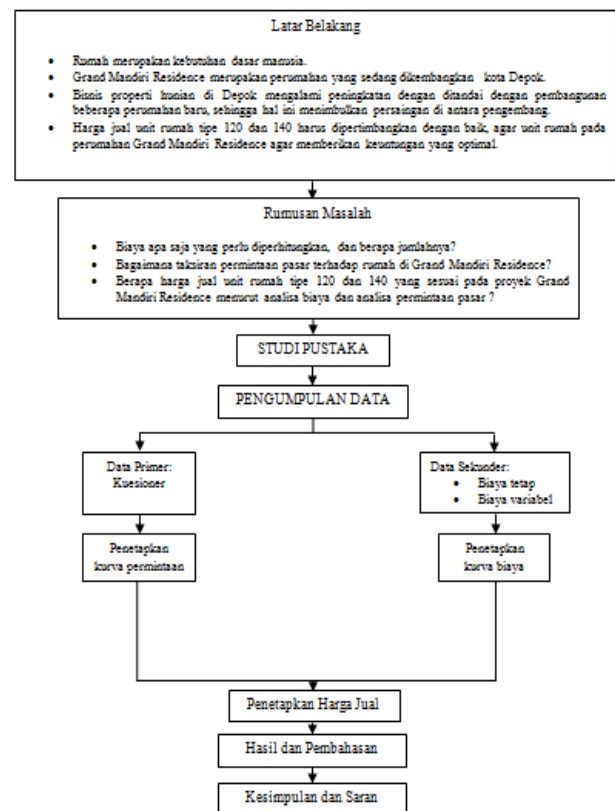 Latar Belakang
• Rumah merupakan kebutuhan dasar manusia.
• Grand Mandiri Residence merupakan perumahan yang sedang dikembangkan kota Depok.
• Bisnis properti hunian di Depok mengalami peningkatan dengan ditandai dengan pembangunan
beberapa perumahan baru, sehingga hal ini menimbulkan persaingan di antara pengembang.
• Harga jual unit rumah tipe 120 dan 140 harus dipertimbangkan dengan baik, agar unit rumah pada
perumahan Grand Mandiri Residence agar memberikan keuntungan yang optimal.
Rumusan Masalah
• Biaya apa saja yang perlu diperhitungkan, dan berapa jumlahnya?
• Bagaimana taksiran permintaan pasar terhadap rumah di Grand Mandiri Residence?
• Berapa harga jual unit rumah tipe 120 dan 140 yang sesuai pada proyek Grand
Mandiri Residence menurut analisa biaya dan analisa permintaan pasar ?
STUDI PUSTAKA
PENGUMPULAN DATA
Data Primer:
Kuesioner
Data Sekunder:
• Biaya tetap
• Biaya variabel
Penetapkan
kurva permintaan
Penetapkan
kurva biaya
Penetapkan Harga Jual
Hasil dan Pembahasan
Kesimpulan dan Saran